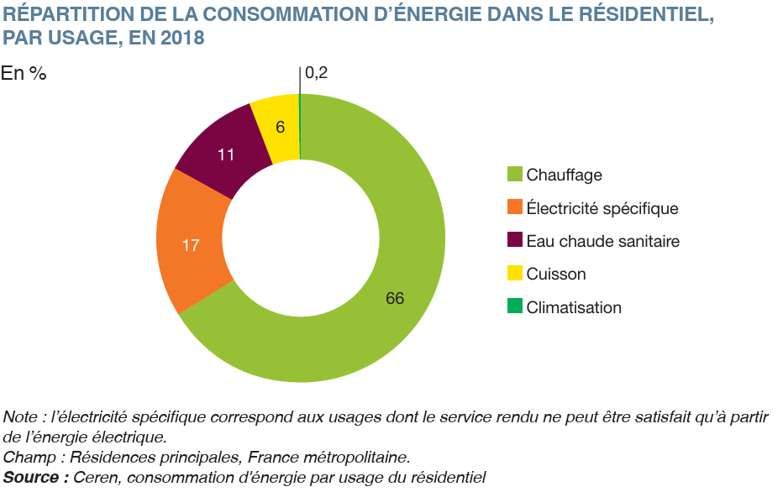 RÉPARTITION DE LA CONSOMMATION D’ÉNERGIE DANS LE RÉSIDENTIEL,
PAR USAGE, EN 2018
En %
0,2
6
11
17
66
Chauffage
Électricité spécifique
Eau chaude sanitaire
Cuisson
Climatisation
Note : l’électricité spécifique correspond aux usages dont le service rendu ne peut être satisfait qu’à partir
de l’énergie électrique.
Champ : Résidences principales, France métropolitaine.
Source : Ceren, consommation d’énergie par usage du résidentiel